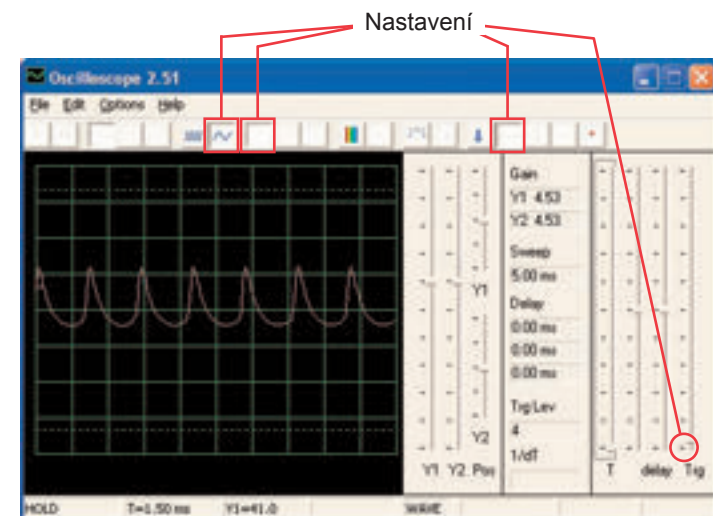 Nastavení
Oscilloscope 2.51
File Edit Options Help
Gain
Y1 4.53
Y2 4.53
Sweep
5.00 ms
Y1
Delay
0.00 ms
0.00 ms
0.00 ms
Trg Lev
4
Y2
1/dT
Y1 Y2 Pos
T delay Trg
HOLD T=1.50 ms Y1=41.0 WAVE